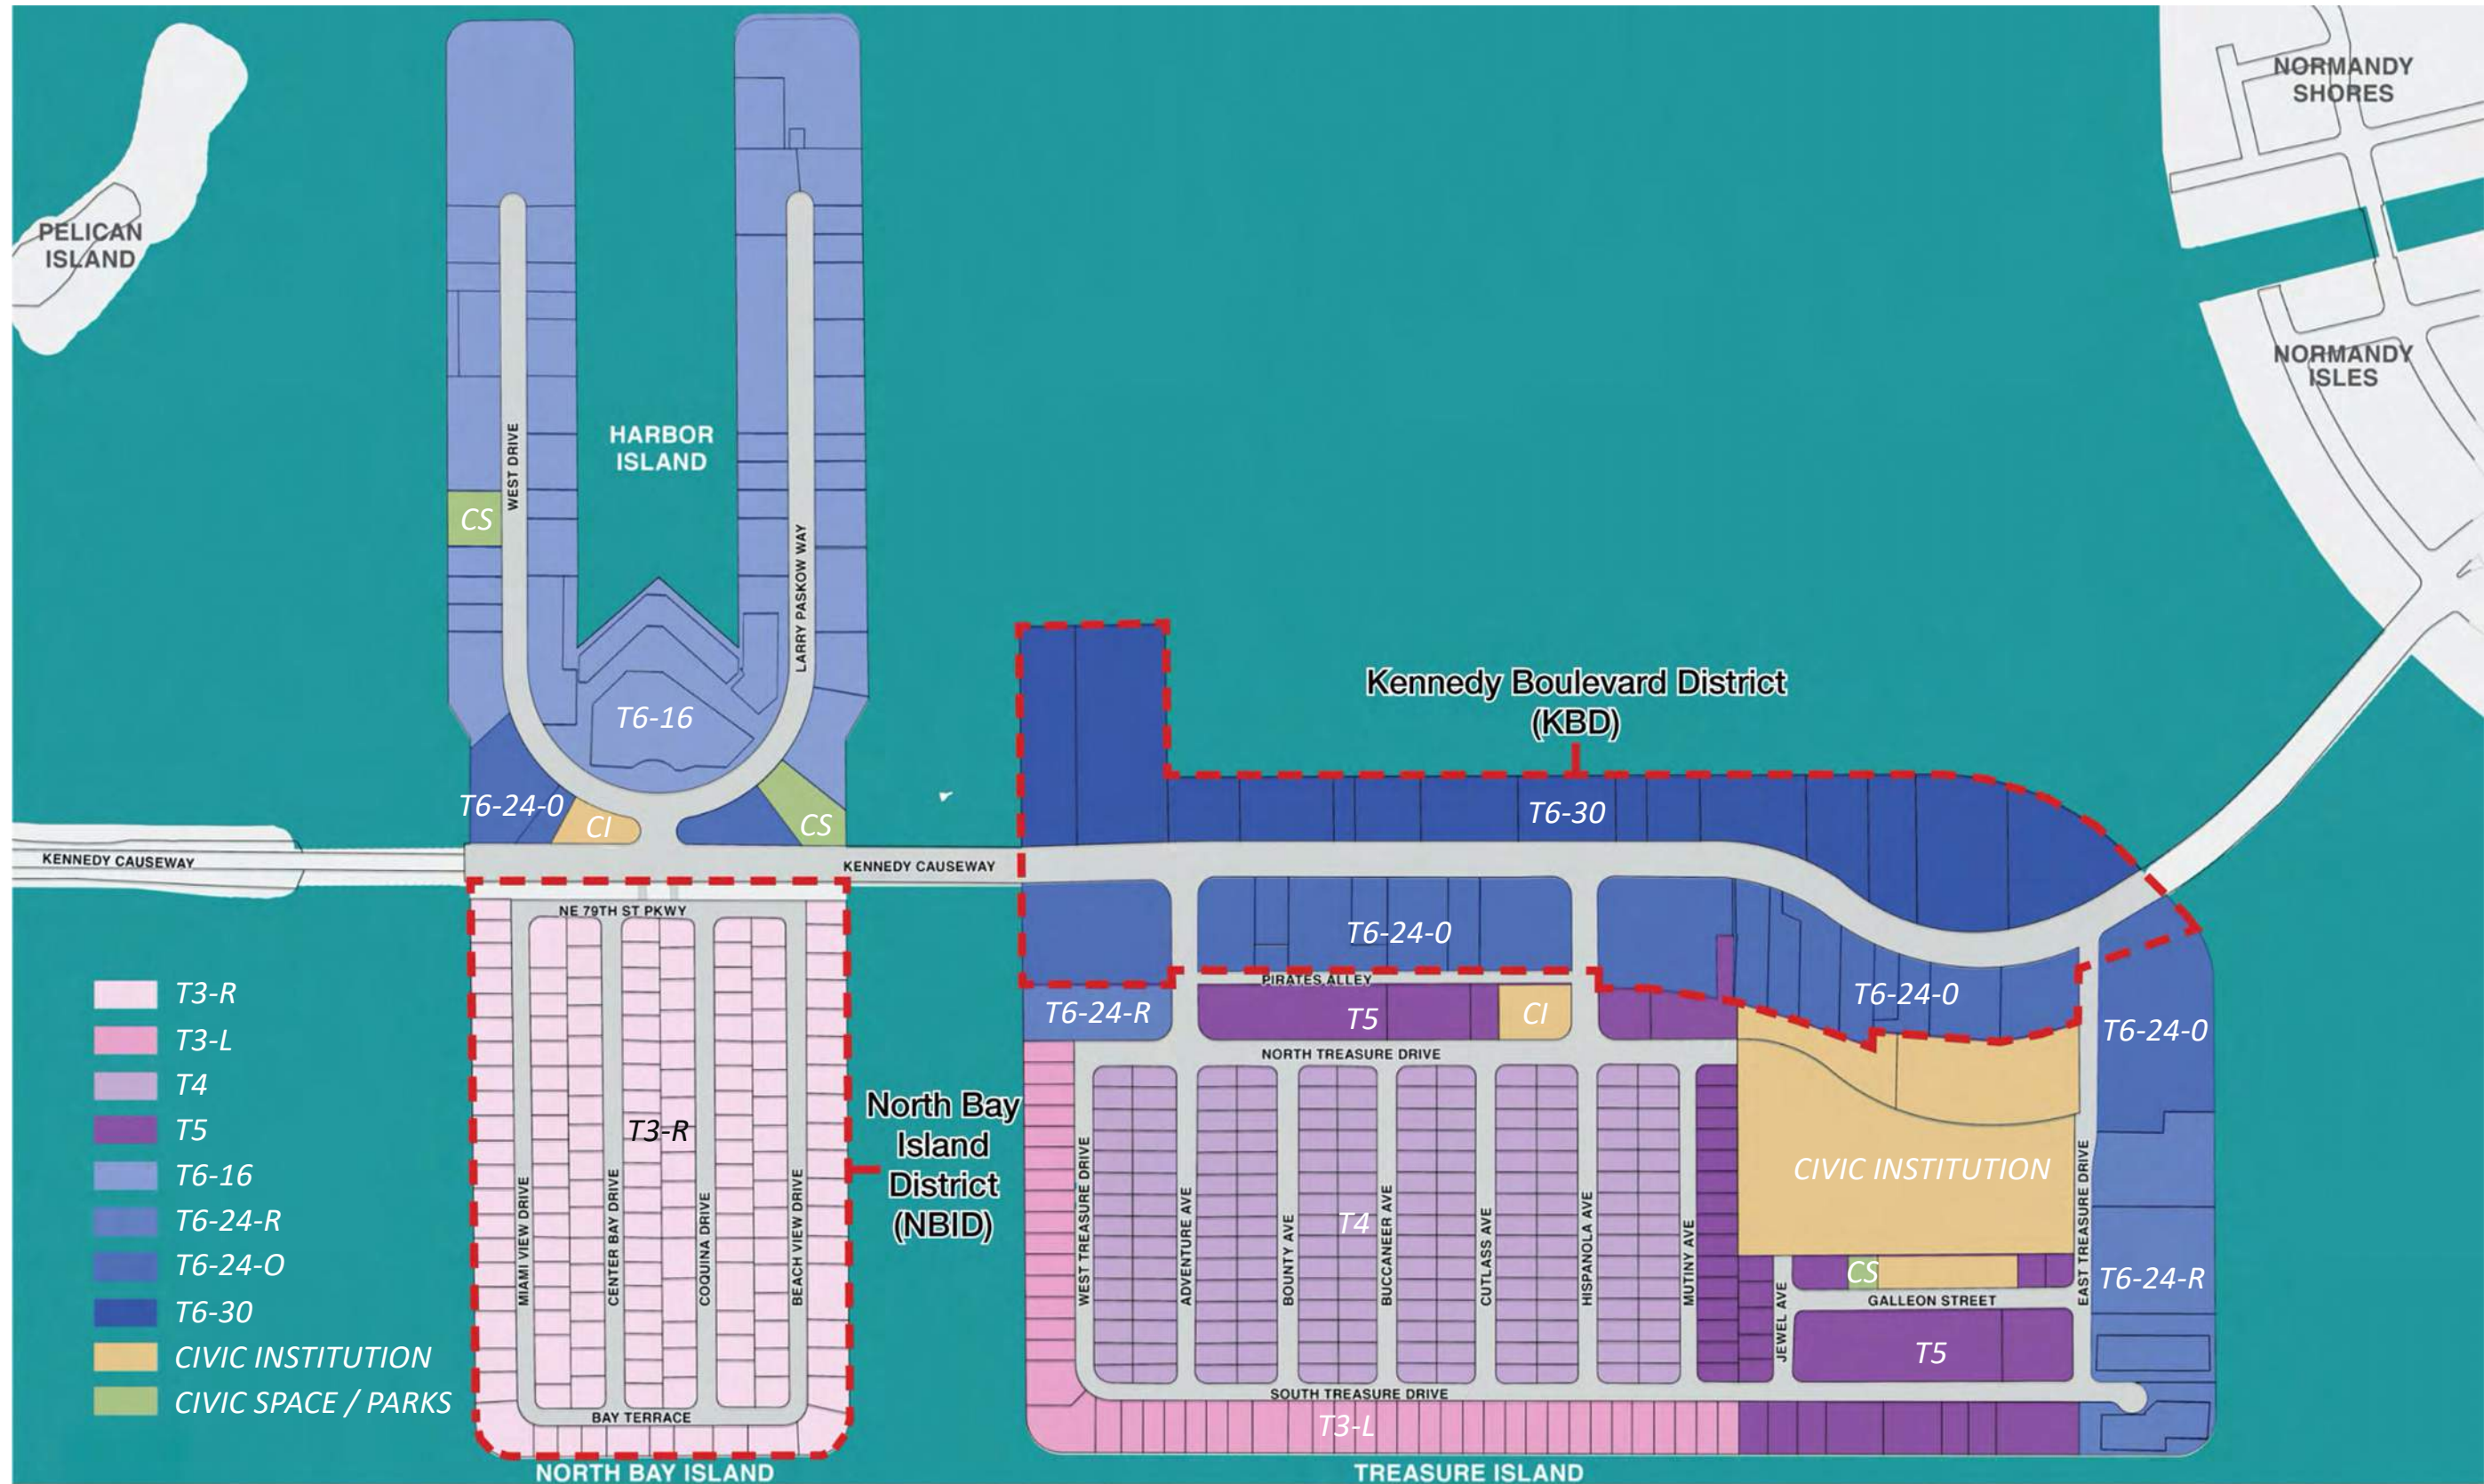 NORMANDY
SHORES
PELICAN
ISLAND
NORMANDY
ISLES
HARBOR
ISLAND
WEST DRIVE
CS
LARRY PASKOW WAY
T6-16
Kennedy Boulevard District
(KBD)
T6-24-0
CI
CS
T6-30
KENNEDY CAUSEWAY
KENNEDY CAUSEWAY
NE 79TH ST PKWY
T6-24-0
PIRATES ALLEY
T6-24-0
T6-24-R
T5
CI
T6-24-0
NORTH TREASURE DRIVE
T3-R
T3-L
T4
T5
T6-16
T6-24-R
T6-24-O
T6-30
CIVIC INSTITUTION
CIVIC SPACE / PARKS
T3-R
MIAMI VIEW DRIVE
CENTER BAY DRIVE
COQUINA DRIVE
BEACH VIEW DRIVE
BAY TERRACE
North Bay
Island
District
(NBID)
WEST TREASURE DRIVE
ADVENTURE AVE
BOUNTY AVE
T4
BUCCANEER AVE
CUTLASS AVE
HISPANOLA AVE
MUTINY AVE
CIVIC INSTITUTION
EAST TREASURE DRIVE
CS
T6-24-R
GALLEON STREET
JEWEL AVE
T5
SOUTH TREASURE DRIVE
T3-L
NORTH BAY ISLAND
TREASURE ISLAND